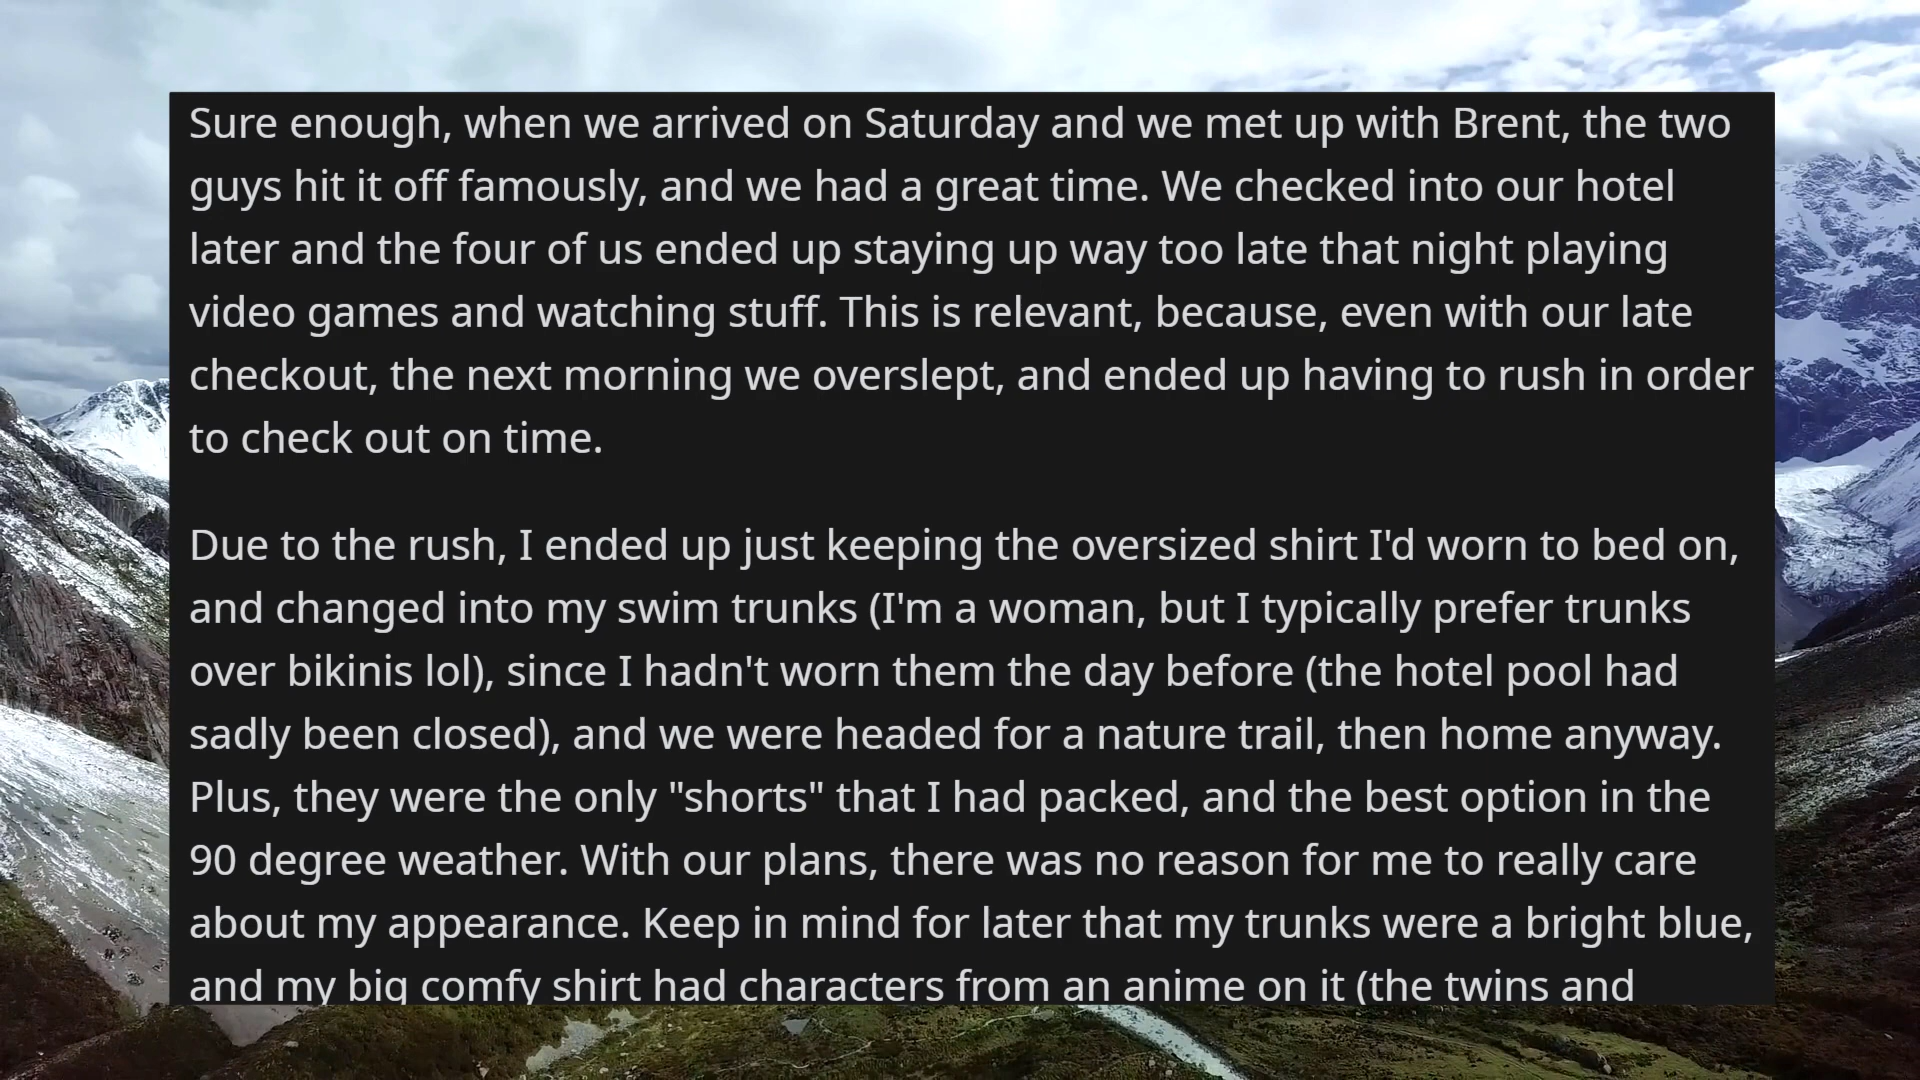 Sure enough, when we arrived on Saturday and we met up with Brent, the two
guys hit it off famously, and we had a great time. We checked into our hotel
later and the four of us ended up staying up way too late that night playing
video games and watching stuff. This is relevant, because, even with our late
checkout, the next morning we overslept, and ended up having to rush in order
to check out on time.
Due to the rush, I ended up just keeping the oversized shirt I'd worn to bed on,
and changed into my swim trunks (I'm a woman, but I typically prefer trunks
over bikinis lol), since I hadn't worn them the day before (the hotel pool had
sadly been closed), and we were headed for a nature trail, then home anyway.
Plus, they were the only "shorts" that I had packed, and the best option in the
90 degree weather. With our plans, there was no reason for me to really care
about my appearance. Keep in mind for later that my trunks were a bright blue,
and my big comfy shirt had characters from an anime on it (the twins and